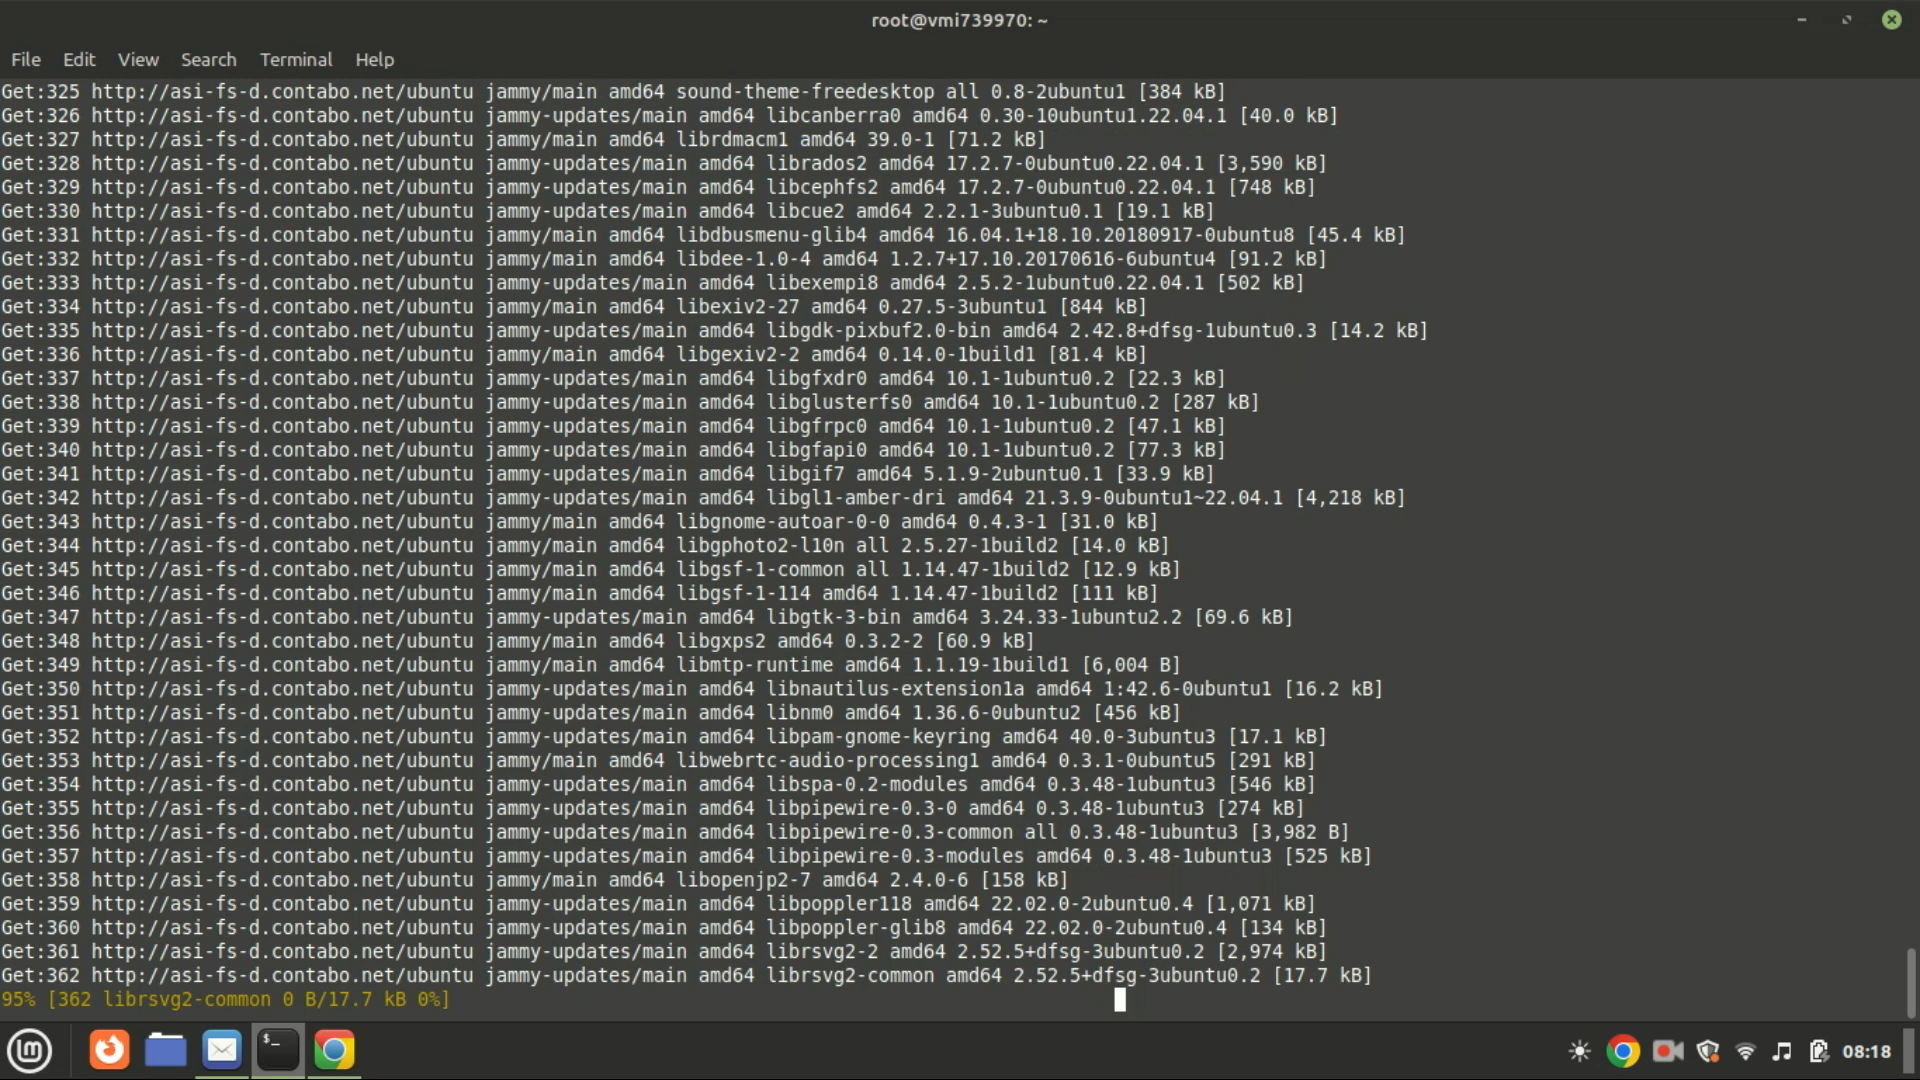 root@vmi739970: ~
File Edit View Search Terminal Help
Get:325 http://asi-fs-d.contabo.net/ubuntu jammy/main amd64 sound-theme-freedesktop all 0.8-2ubuntu1 [384 kB]
Get:326 http://asi-fs-d.contabo.net/ubuntu jammy-updates/main amd64 libcanberra0 amd64 0.30-10ubuntu1.22.04.1 [40.0 kB]
Get:327 http://asi-fs-d.contabo.net/ubuntu jammy/main amd64 librdmacm1 amd64 39.0-1 [71.2 kB]
Get:328 http://asi-fs-d.contabo.net/ubuntu jammy-updates/main amd64 librados2 amd64 17.2.7-0ubuntu0.22.04.1 [3,590 kB]
Get:329 http://asi-fs-d.contabo.net/ubuntu jammy-updates/main amd64 libcephfs2 amd64 17.2.7-0ubuntu0.22.04.1 [748 kB]
Get:330 http://asi-fs-d.contabo.net/ubuntu jammy-updates/main amd64 libcue2 amd64 2.2.1-3ubuntu0.1 [19.1 kB]
Get:331 http://asi-fs-d.contabo.net/ubuntu jammy/main amd64 libdbusmenu-glib4 amd64 16.04.1+18.10.20180917-0ubuntu8 [45.4 kB]
Get:332 http://asi-fs-d.contabo.net/ubuntu jammy/main amd64 libdee-1.0-4 amd64 1.2.7+17.10.20170616-6ubuntu4 [91.2 kB]
Get:333 http://asi-fs-d.contabo.net/ubuntu jammy-updates/main amd64 libexempi8 amd64 2.5.2-1ubuntu0.22.04.1 [502 kB]
Get:334 http://asi-fs-d.contabo.net/ubuntu jammy/main amd64 libexiv2-27 amd64 0.27.5-3ubuntu1 [844 kB]
Get:335 http://asi-fs-d.contabo.net/ubuntu jammy-updates/main amd64 libgdk-pixbuf2.0-bin amd64 2.42.8+dfsg-1ubuntu0.3 [14.2 kB]
Get:336 http://asi-fs-d.contabo.net/ubuntu jammy/main amd64 libgexiv2-2 amd64 0.14.0-1build1 [81.4 kB]
Get:337 http://asi-fs-d.contabo.net/ubuntu jammy-updates/main amd64 libgfxdr0 amd64 10.1-1ubuntu0.2 [22.3 kB]
Get:338 http://asi-fs-d.contabo.net/ubuntu jammy-updates/main amd64 libglusterfs0 amd64 10.1-1ubuntu0.2 [287 kB]
Get:339 http://asi-fs-d.contabo.net/ubuntu jammy-updates/main amd64 libgfrpc0 amd64 10.1-1ubuntu0.2 [47.1 kB]
Get:340 http://asi-fs-d.contabo.net/ubuntu jammy-updates/main amd64 libgfapi0 amd64 10.1-1ubuntu0.2 [77.3 kB]
Get:341 http://asi-fs-d.contabo.net/ubuntu jammy-updates/main amd64 libgif7 amd64 5.1.9-2ubuntu0.1 [33.9 kB]
Get:342 http://asi-fs-d.contabo.net/ubuntu jammy-updates/main amd64 libgl1-amber-dri amd64 21.3.9-0ubuntu1~22.04.1 [4,218 kB]
Get:343 http://asi-fs-d.contabo.net/ubuntu jammy/main amd64 libgnome-autoar-0-0 amd64 0.4.3-1 [31.0 kB]
Get:344 http://asi-fs-d.contabo.net/ubuntu jammy/main amd64 libgphoto2-l10n all 2.5.27-1build2 [14.0 kB]
Get:345 http://asi-fs-d.contabo.net/ubuntu jammy/main amd64 libgsf-1-common all 1.14.47-1build2 [12.9 kB]
Get:346 http://asi-fs-d.contabo.net/ubuntu jammy/main amd64 libgsf-1-114 amd64 1.14.47-1build2 [111 kB]
Get:347 http://asi-fs-d.contabo.net/ubuntu jammy-updates/main amd64 libgtk-3-bin amd64 3.24.33-1ubuntu2.2 [69.6 kB]
Get:348 http://asi-fs-d.contabo.net/ubuntu jammy/main amd64 libgxps2 amd64 0.3.2-2 [60.9 kB]
Get:349 http://asi-fs-d.contabo.net/ubuntu jammy/main amd64 libmtp-runtime amd64 1.1.19-1build1 [6,004 B]
Get:350 http://asi-fs-d.contabo.net/ubuntu jammy-updates/main amd64 libnautilus-extension1a amd64 1:42.6-0ubuntu1 [16.2 kB]
Get:351 http://asi-fs-d.contabo.net/ubuntu jammy-updates/main amd64 libnm0 amd64 1.36.6-0ubuntu2 [456 kB]
Get:352 http://asi-fs-d.contabo.net/ubuntu jammy-updates/main amd64 libpam-gnome-keyring amd64 40.0-3ubuntu3 [17.1 kB]
Get:353 http://asi-fs-d.contabo.net/ubuntu jammy/main amd64 libwebrtc-audio-processing1 amd64 0.3.1-0ubuntu5 [291 kB]
Get:354 http://asi-fs-d.contabo.net/ubuntu jammy-updates/main amd64 libspa-0.2-modules amd64 0.3.48-1ubuntu3 [546 kB]
Get:355 http://asi-fs-d.contabo.net/ubuntu jammy-updates/main amd64 libpipewire-0.3-0 amd64 0.3.48-1ubuntu3 [274 kB]
Get:356 http://asi-fs-d.contabo.net/ubuntu jammy-updates/main amd64 libpipewire-0.3-common all 0.3.48-1ubuntu3 [3,982 B]
Get:357 http://asi-fs-d.contabo.net/ubuntu jammy-updates/main amd64 libpipewire-0.3-modules amd64 0.3.48-1ubuntu3 [525 kB]
Get:358 http://asi-fs-d.contabo.net/ubuntu jammy/main amd64 libopenjp2-7 amd64 2.4.0-6 [158 kB]
Get:359 http://asi-fs-d.contabo.net/ubuntu jammy-updates/main amd64 libpoppler118 amd64 22.02.0-2ubuntu0.4 [1,071 kB]
Get:360 http://asi-fs-d.contabo.net/ubuntu jammy-updates/main amd64 libpoppler-glib8 amd64 22.02.0-2ubuntu0.4 [134 kB]
Get:361 http://asi-fs-d.contabo.net/ubuntu jammy-updates/main amd64 librsvg2-2 amd64 2.52.5+dfsg-3ubuntu0.2 [2,974 kB]
Get:362 http://asi-fs-d.contabo.net/ubuntu jammy-updates/main amd64 librsvg2-common amd64 2.52.5+dfsg-3ubuntu0.2 [17.7 kB]
95% [362 librsvg2-common 0 B/17.7 kB 0%]
08:18